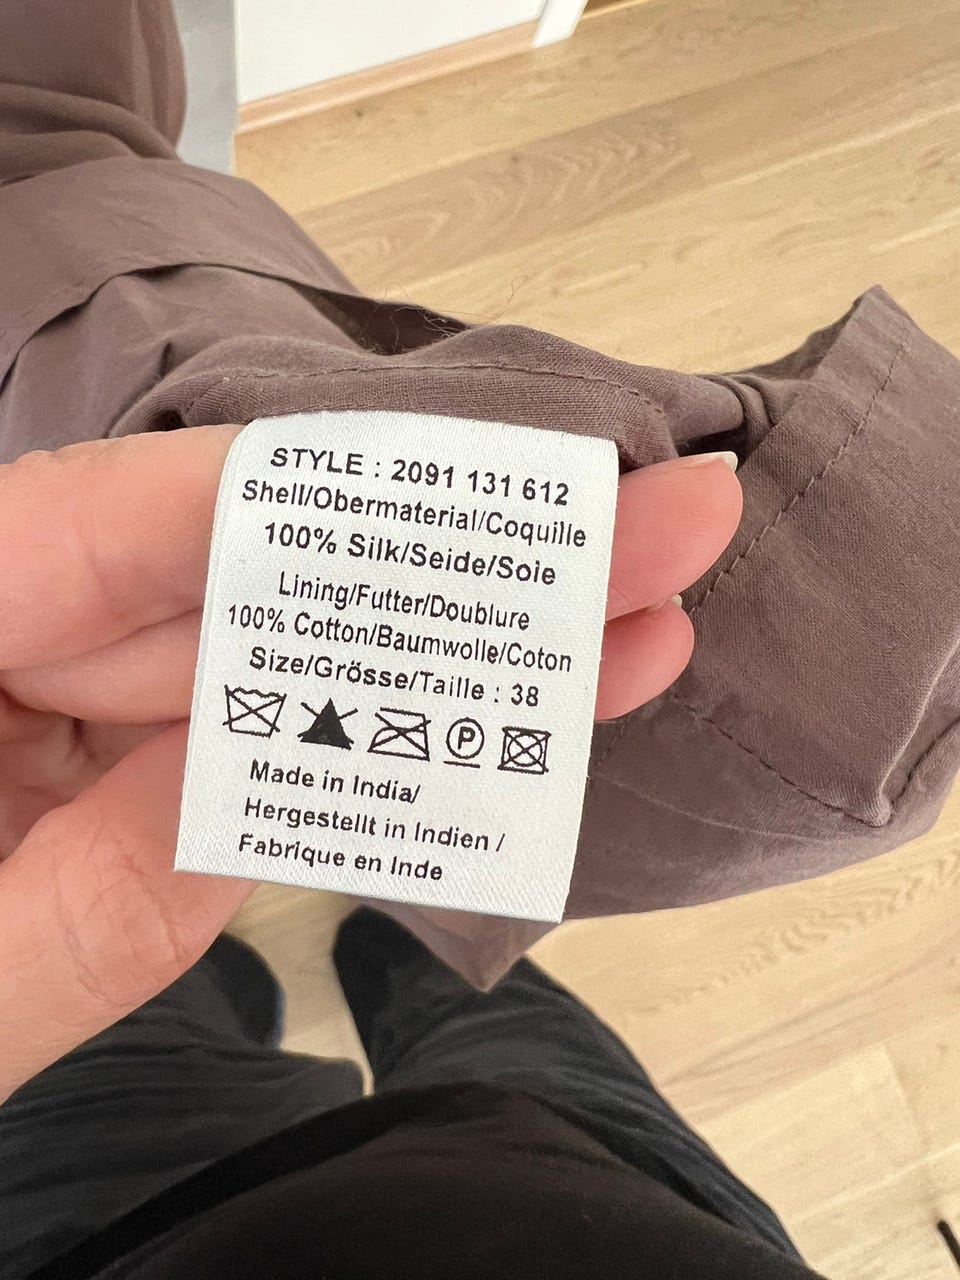 STYLE : 2091 131 612
Shell/Obermaterial/Coquille
100% Silk/Seide/Soie
Lining/Futter/Doublure
100% Cotton/Baumwolle/Coton
Size/Grösse/Taille : 38
P
Made in India/
Hergestellt in Indien /
Fabrique en Inde